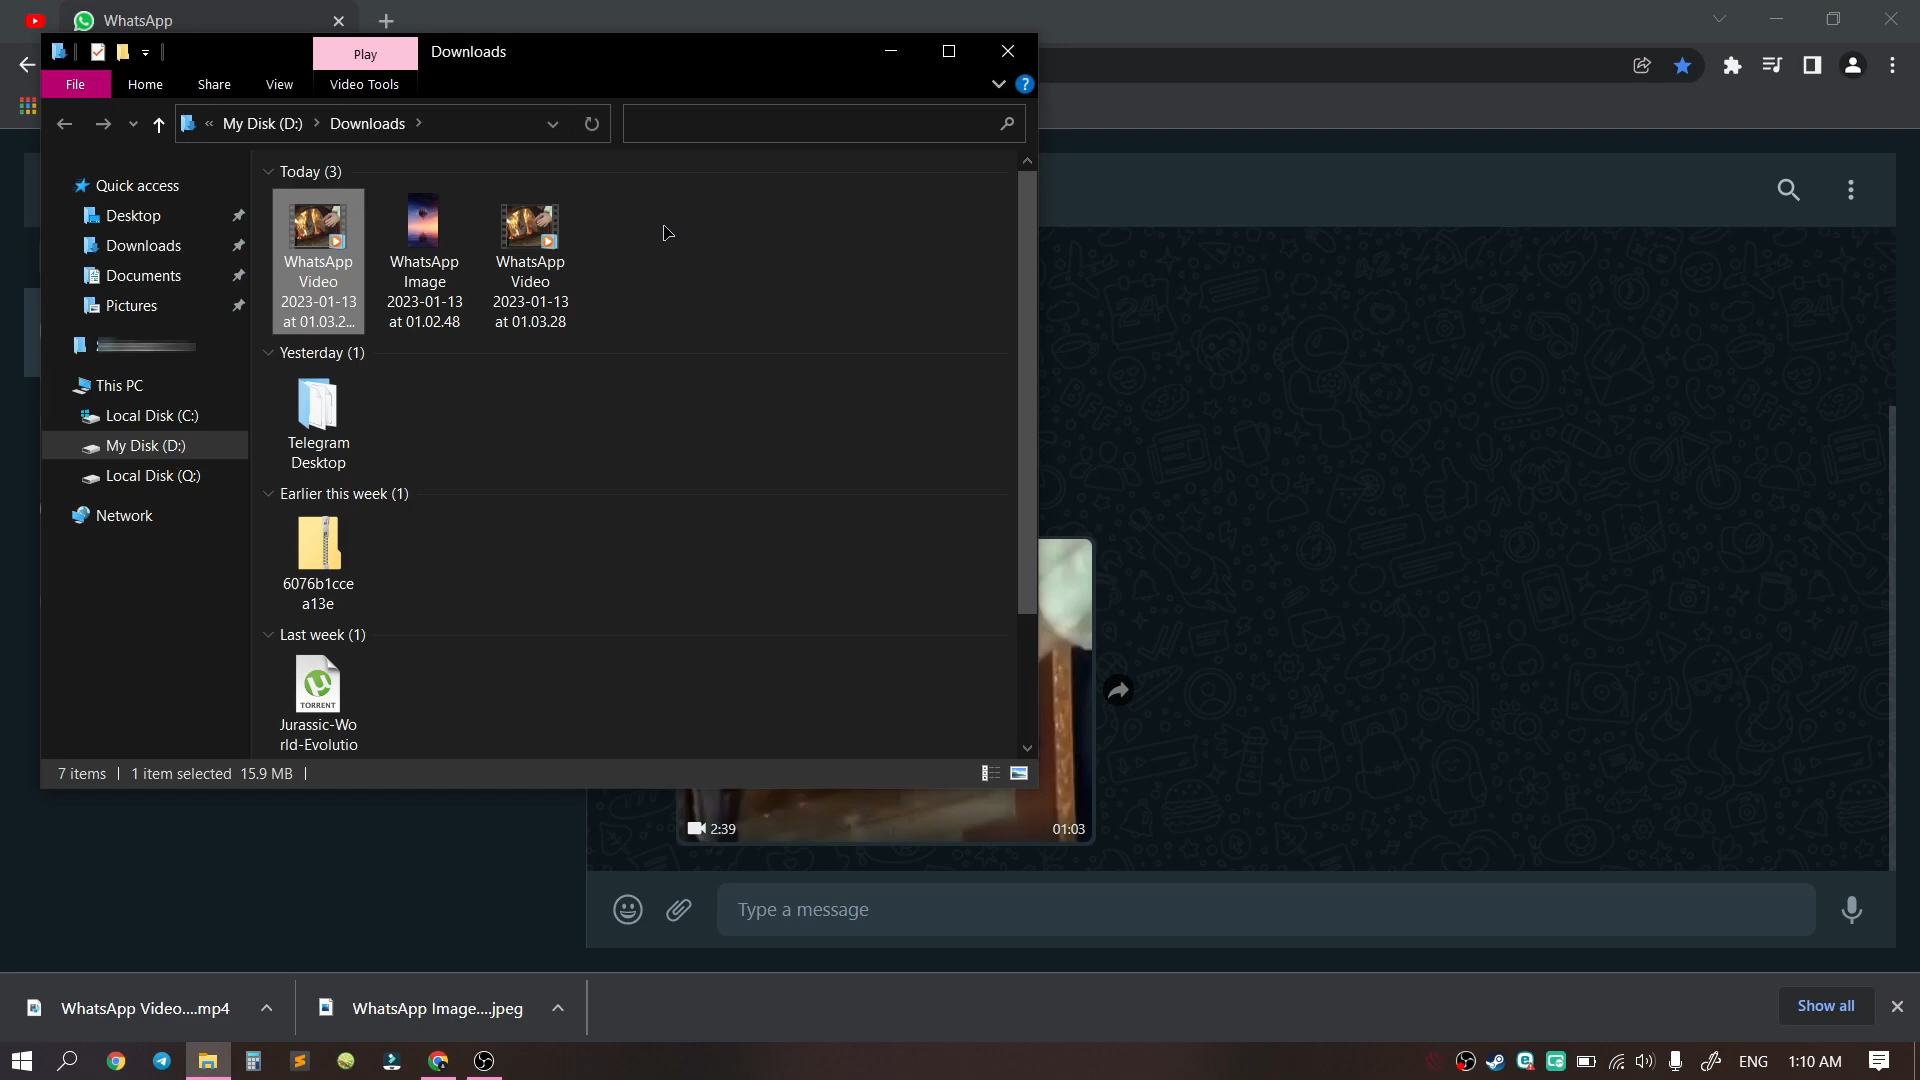 WhatsApp
Play
Downloads
File
Home
Share
View
Video Tools
« My Disk (D:) > Downloads >
Today (3)
Quick access
Desktop
Downloads
Documents
Pictures
This PC
Local Disk (C:)
My Disk (D:)
Local Disk (Q:)
Network
WhatsApp
Video
2023-01-13
at 01.03.2...
WhatsApp
Image
2023-01-13
at 01.02.48
WhatsApp
Video
2023-01-13
at 01.03.28
Yesterday (1)
Telegram
Desktop
Earlier this week (1)
6076b1cce
a13e
Last week (1)
TORRENT
Jurassic-Wo
rld-Evolutio
7 items
1 item selected 15.9 MB
2:39
01:03
Type a message
WhatsApp Video....mp4
WhatsApp Image....jpeg
Show all
ENG
1:10 AM